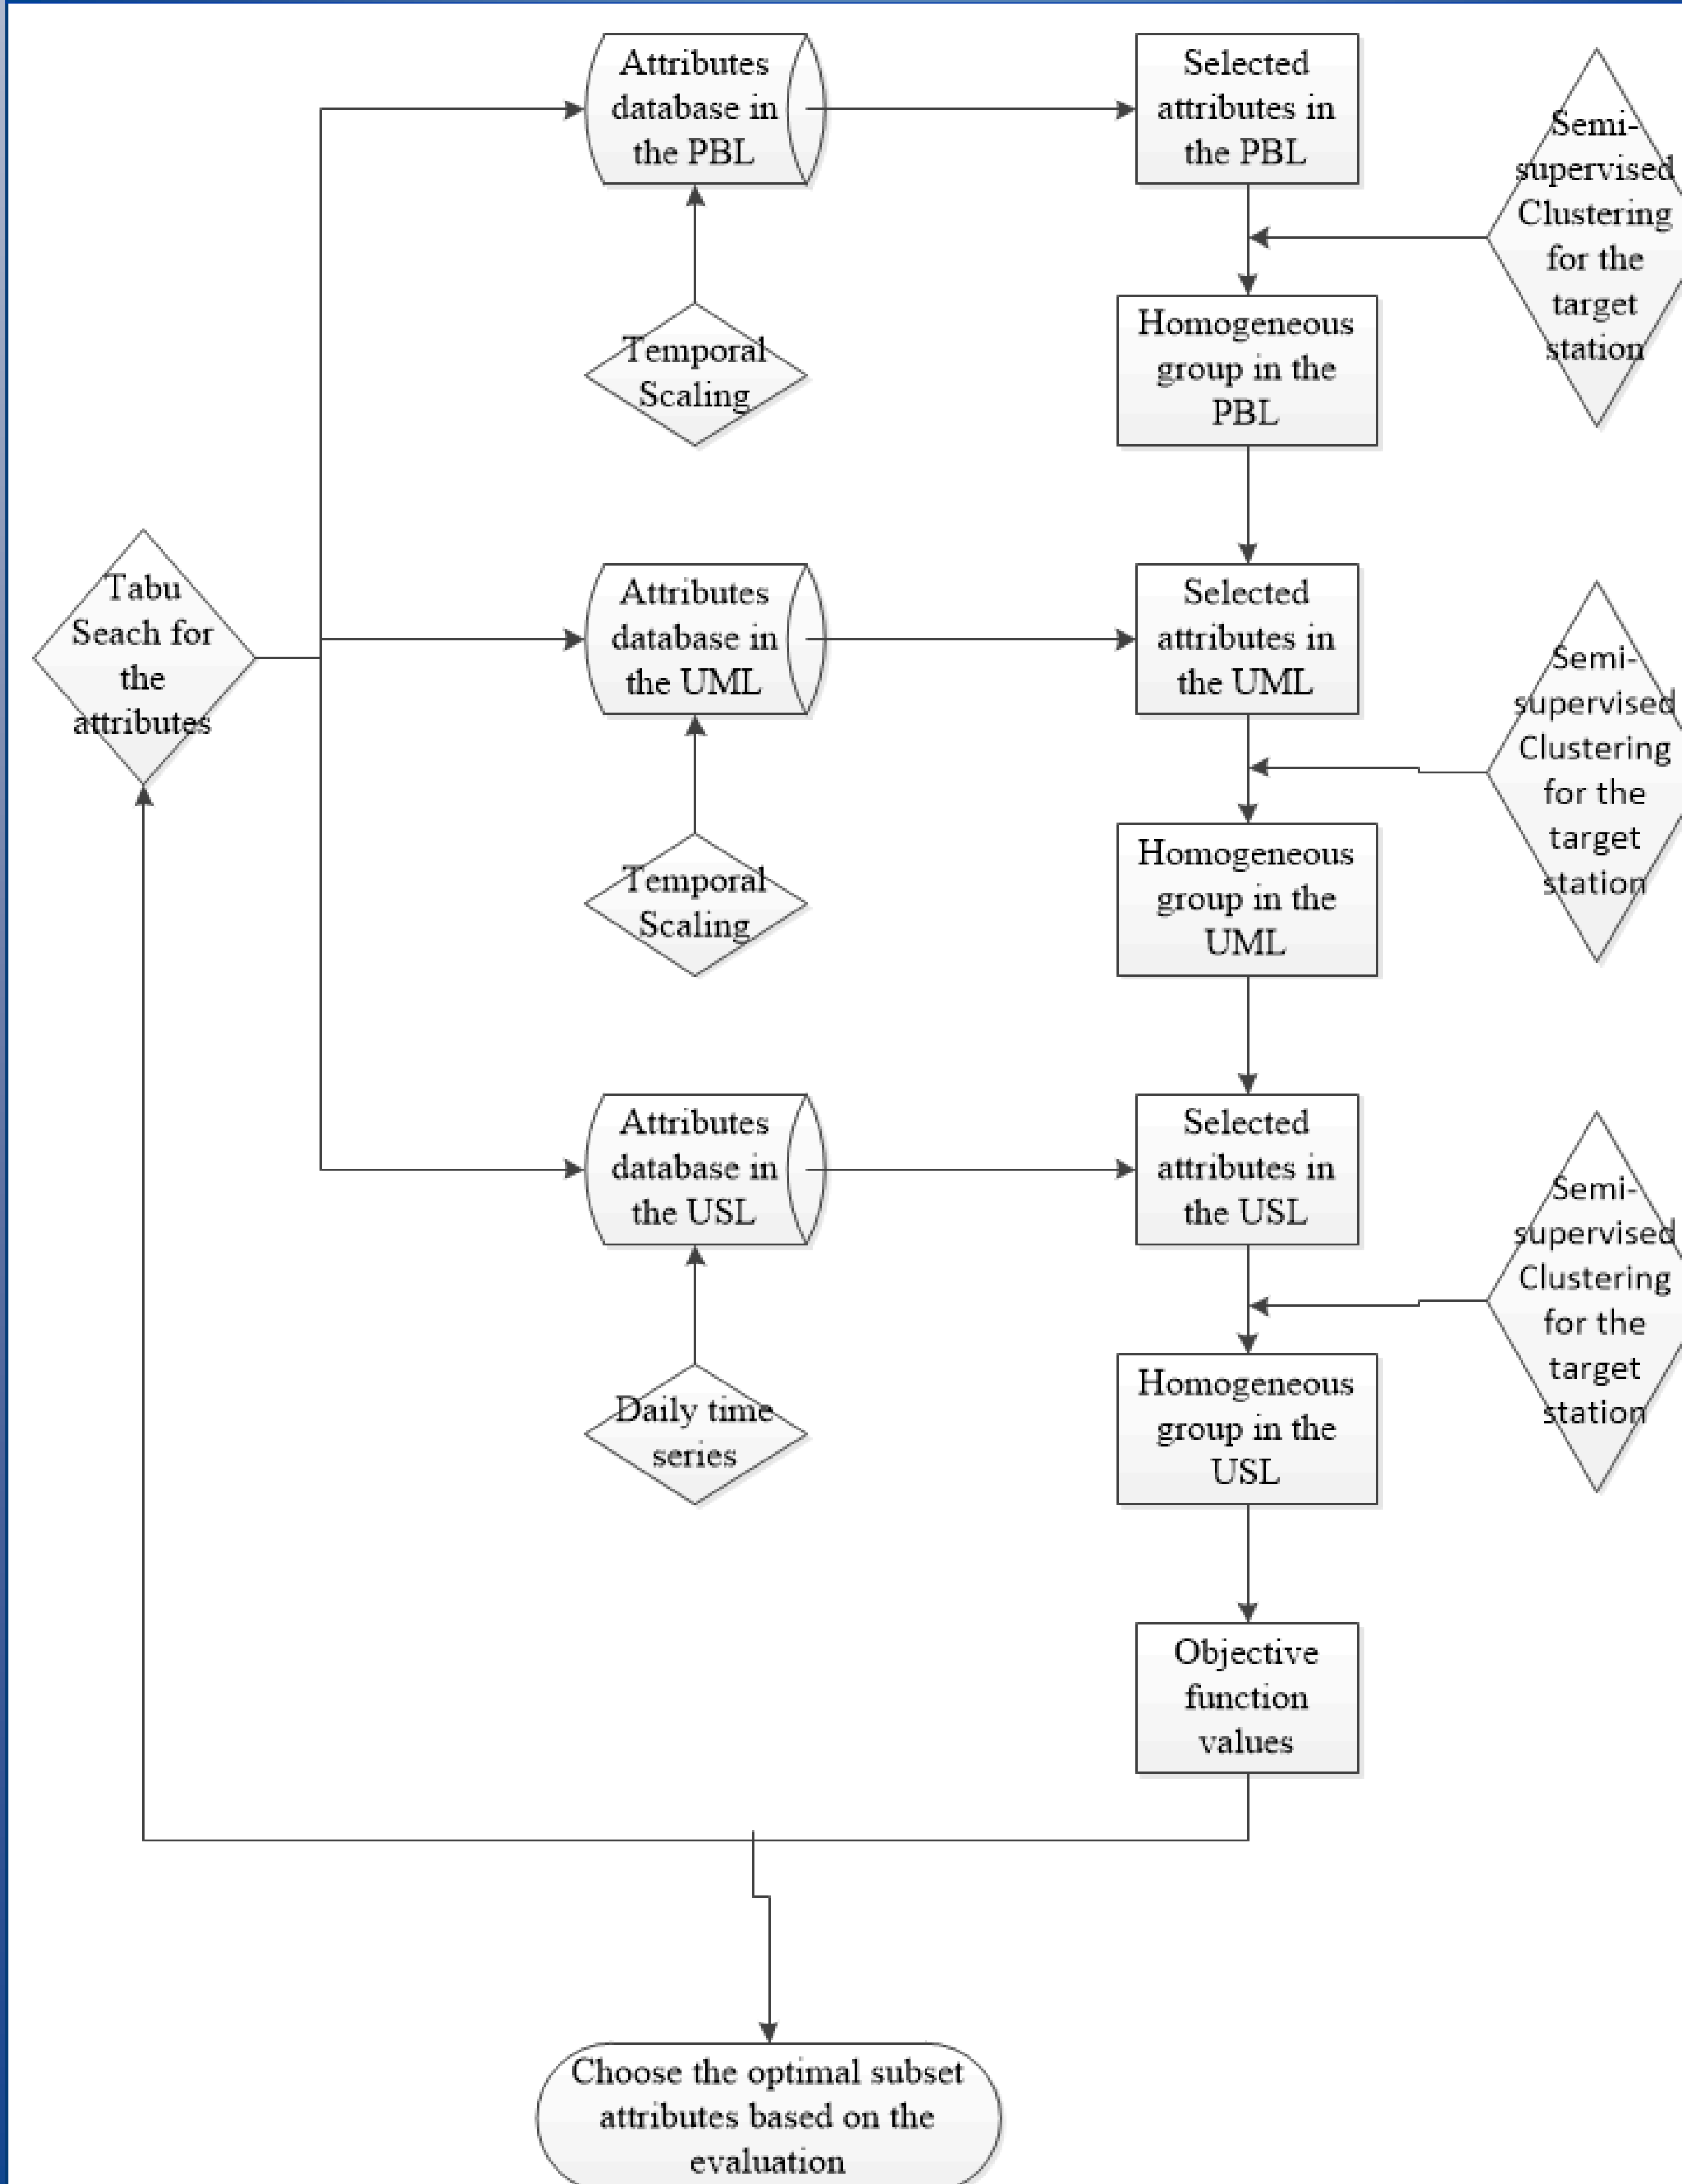 Attributes
database in
the PBL
Selected
attributes in
the PBL
Semi-
supervised
Clustering
for the
target
station
Temporal
Scaling
Homogeneous
group in the
PBL
Tabu
Seach for
the
attributes
Attributes
database in
the UML
Selected
attributes in
the UML
Semi-
supervised
Clustering
for the
target
station
Temporal
Scaling
Homogeneous
group in the
UML
Attributes
database in
the USL
Selected
attributes in
the USL
Semi-
supervised
Clustering
for the
target
station
Daily time
series
Homogeneous
group in the
USL
Objective
function
values
Choose the optimal subset
attributes based on the
evaluation